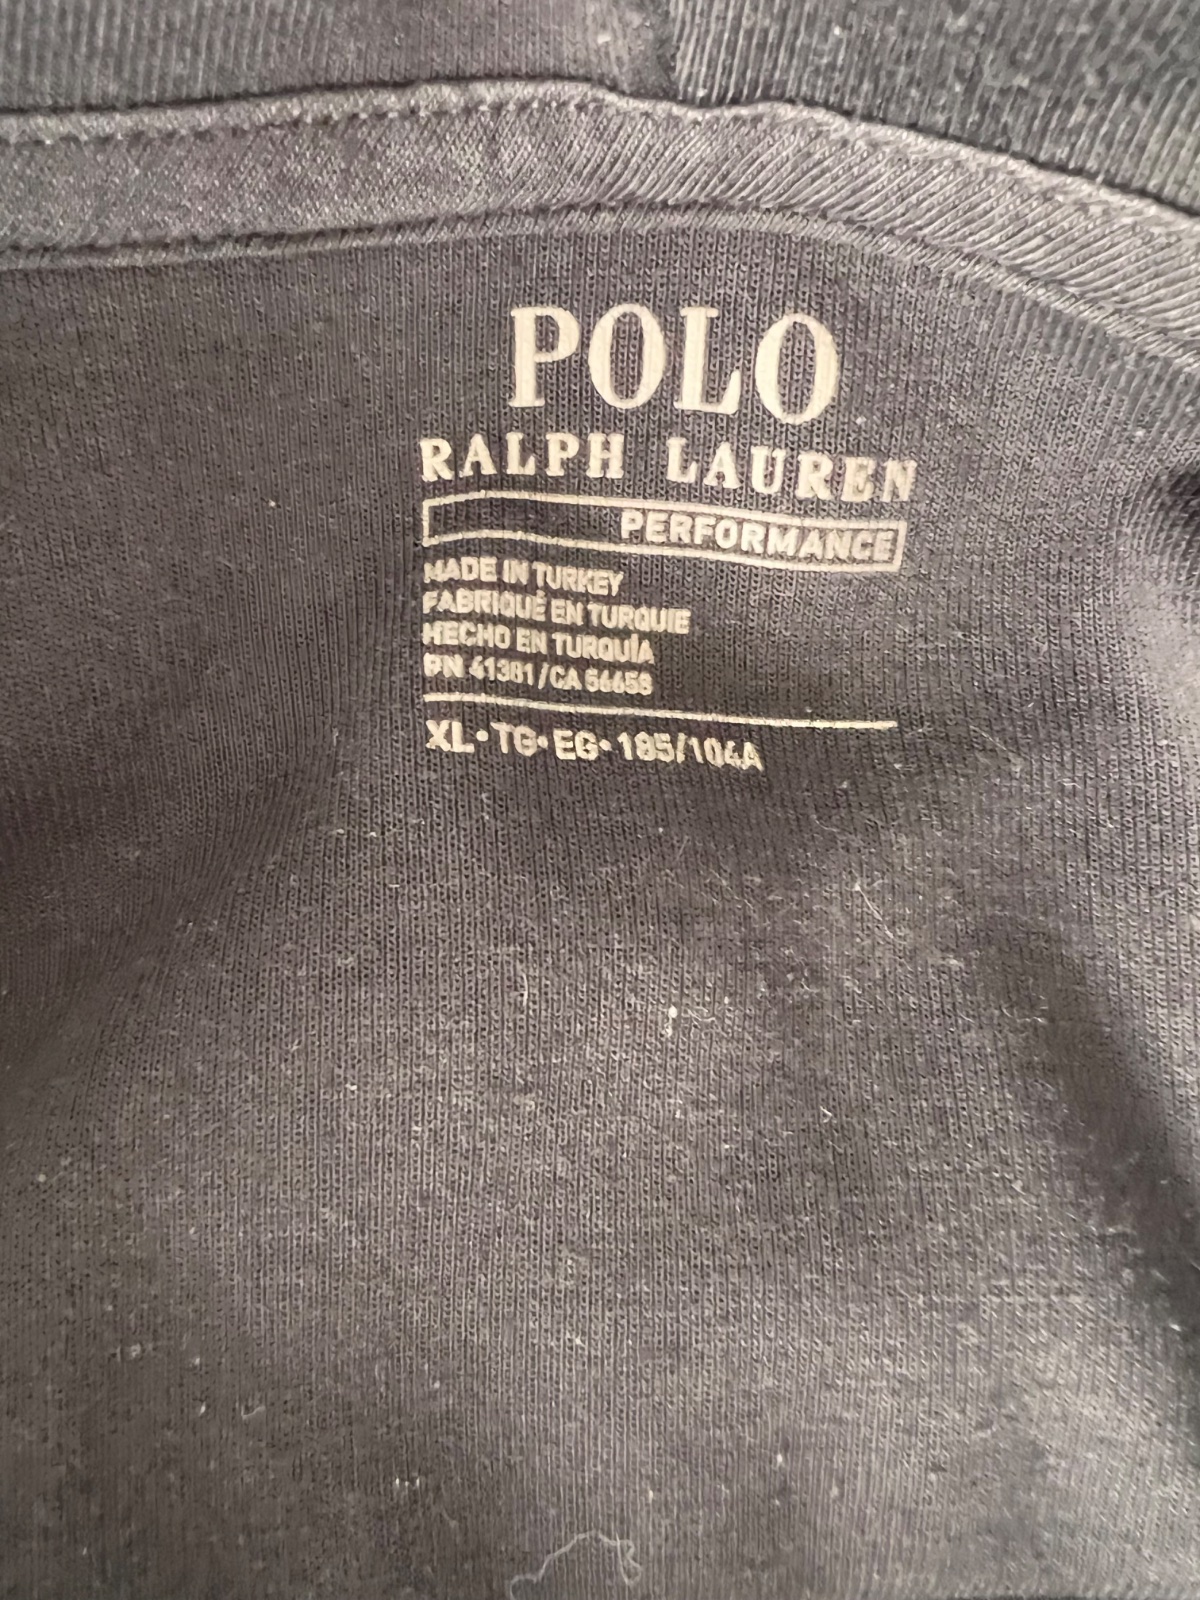 POLO
RALPH LAUREN
PERFORMANCE
MADE IN TURKEY
FABRIQUÉ EN TURQUIE
HECHO EN TURQUÍA
RN 41381/CA 56658
XL•TG•EG•185/104A